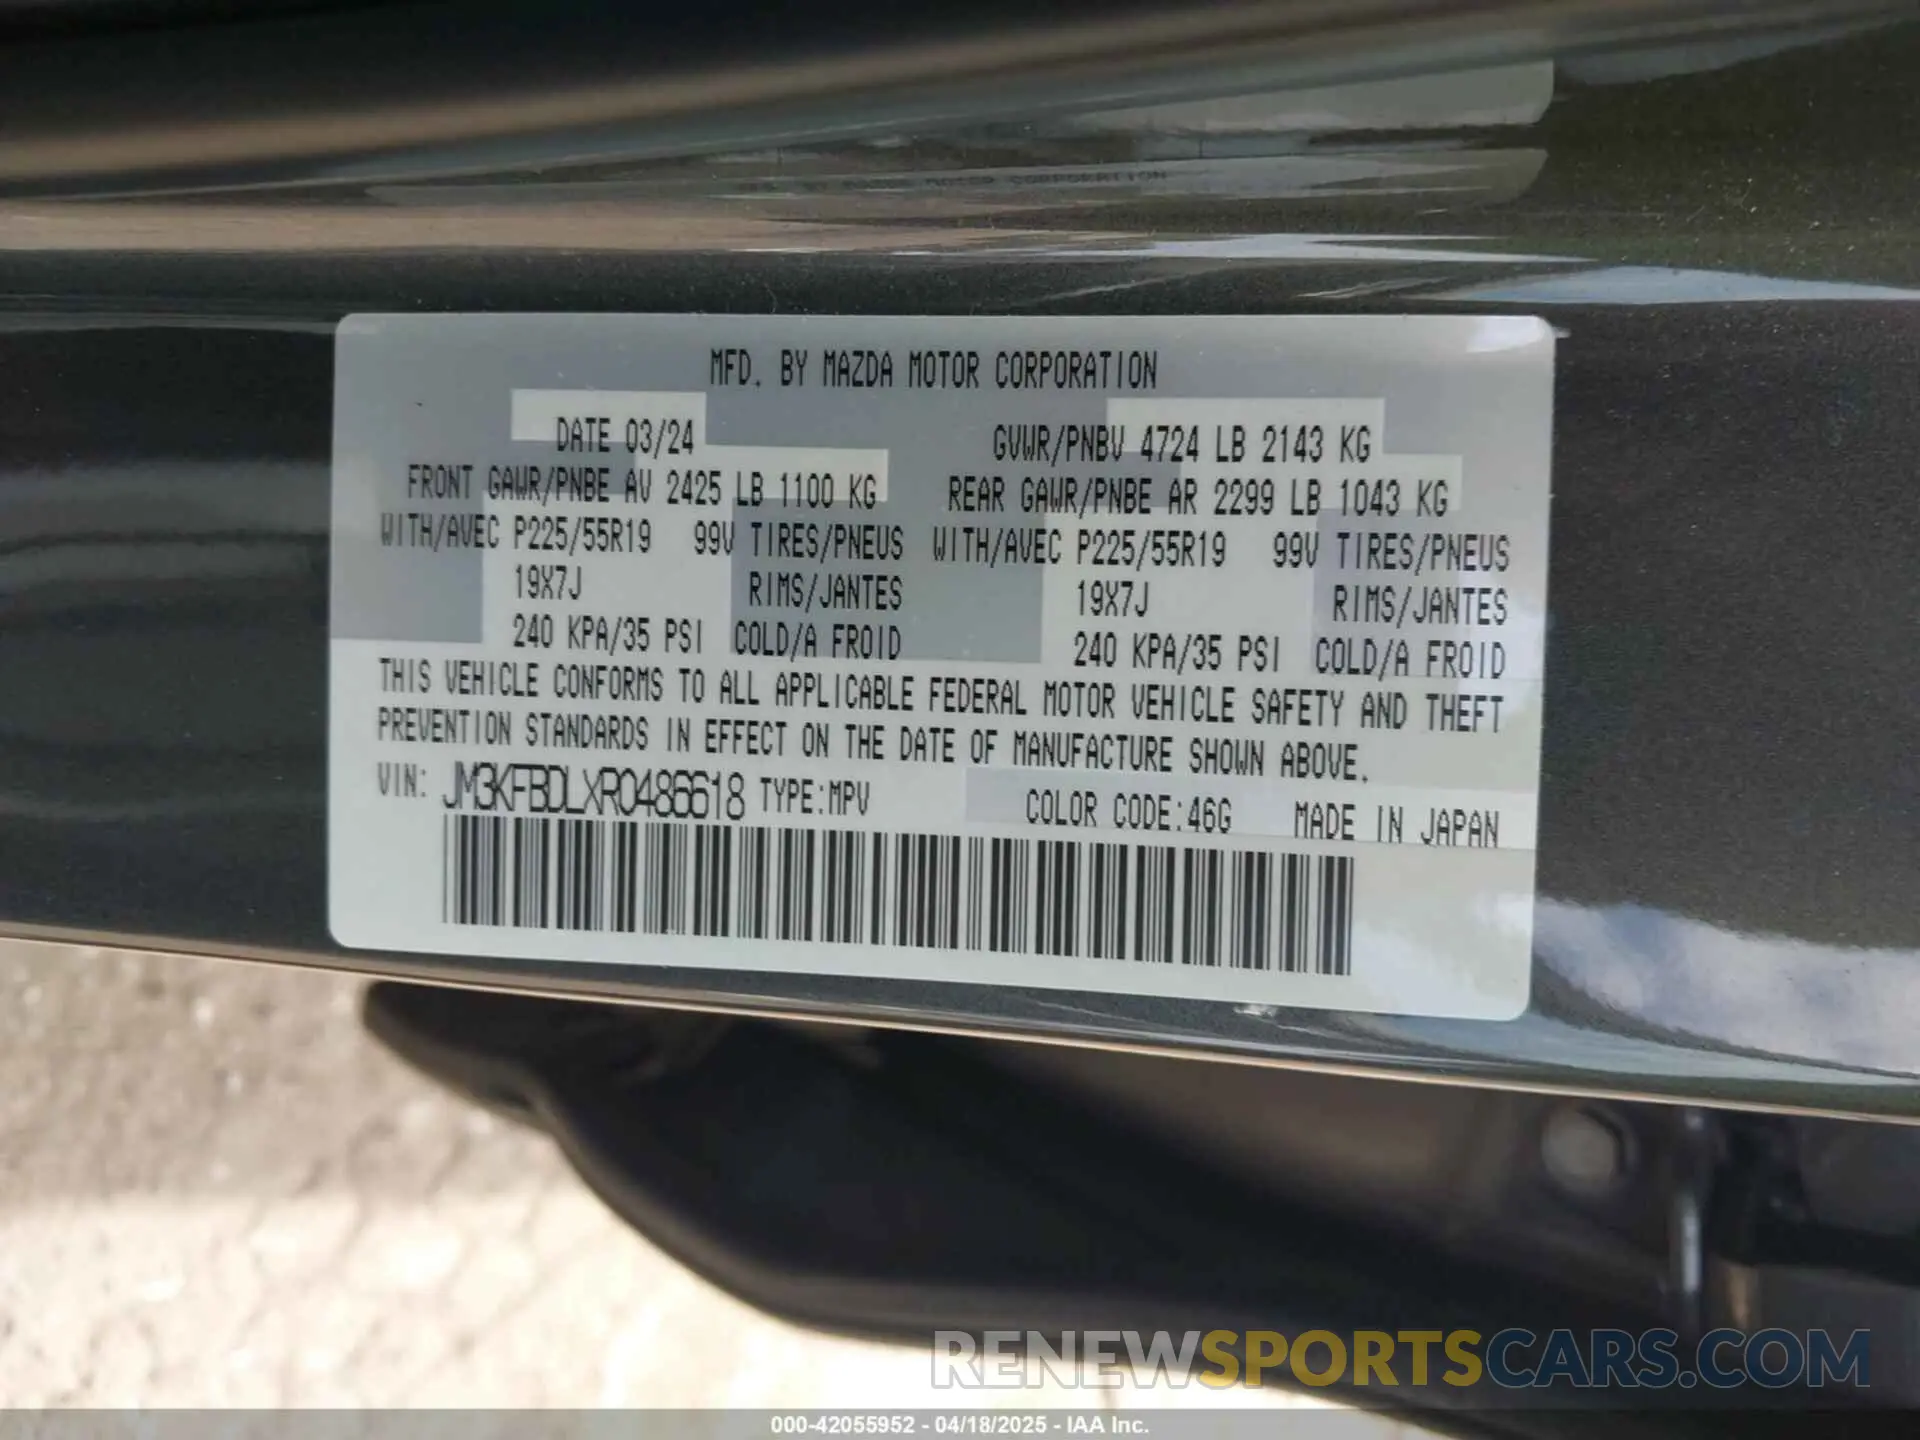 MFD. BY MAZDA MOTOR CORPORATION
DATE 03/24 GVWR/PNBV 4724 LB 2143 KG
FRONT GAWR/PNBE AV 2425 LB 1100 KG REAR GAWR/PNBE AR 2299 LB 1043 KG
WITH/AVEC P225/55R19 99V TIRES/PNEUS WITH/AVEC P225/55R19 99V TIRES/PNEUS
19X7J RIMS/JANTES 19X7J RIMS/JANTES
240 KPA/35 PSI COLD/A FROID 240 KPA/35 PSI COLD/A FROID
THIS VEHICLE CONFORMS TO ALL APPLICABLE FEDERAL MOTOR VEHICLE SAFETY AND THEFT
PREVENTION STANDARDS IN EFFECT ON THE DATE OF MANUFACTURE SHOWN ABOVE.
VIN: JM3KFBDLXR0486618 TYPE:MPV COLOR CODE:46G MADE IN JAPAN
RENEWSPORTSCARS.COM
000-42055952 - 04/18/2025 - IAA Inc.